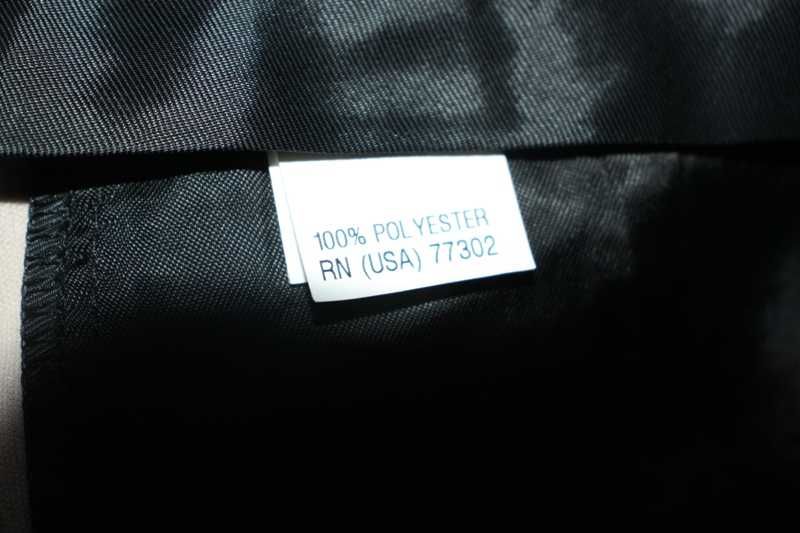 100% POLYESTER
RN (USA) 77302